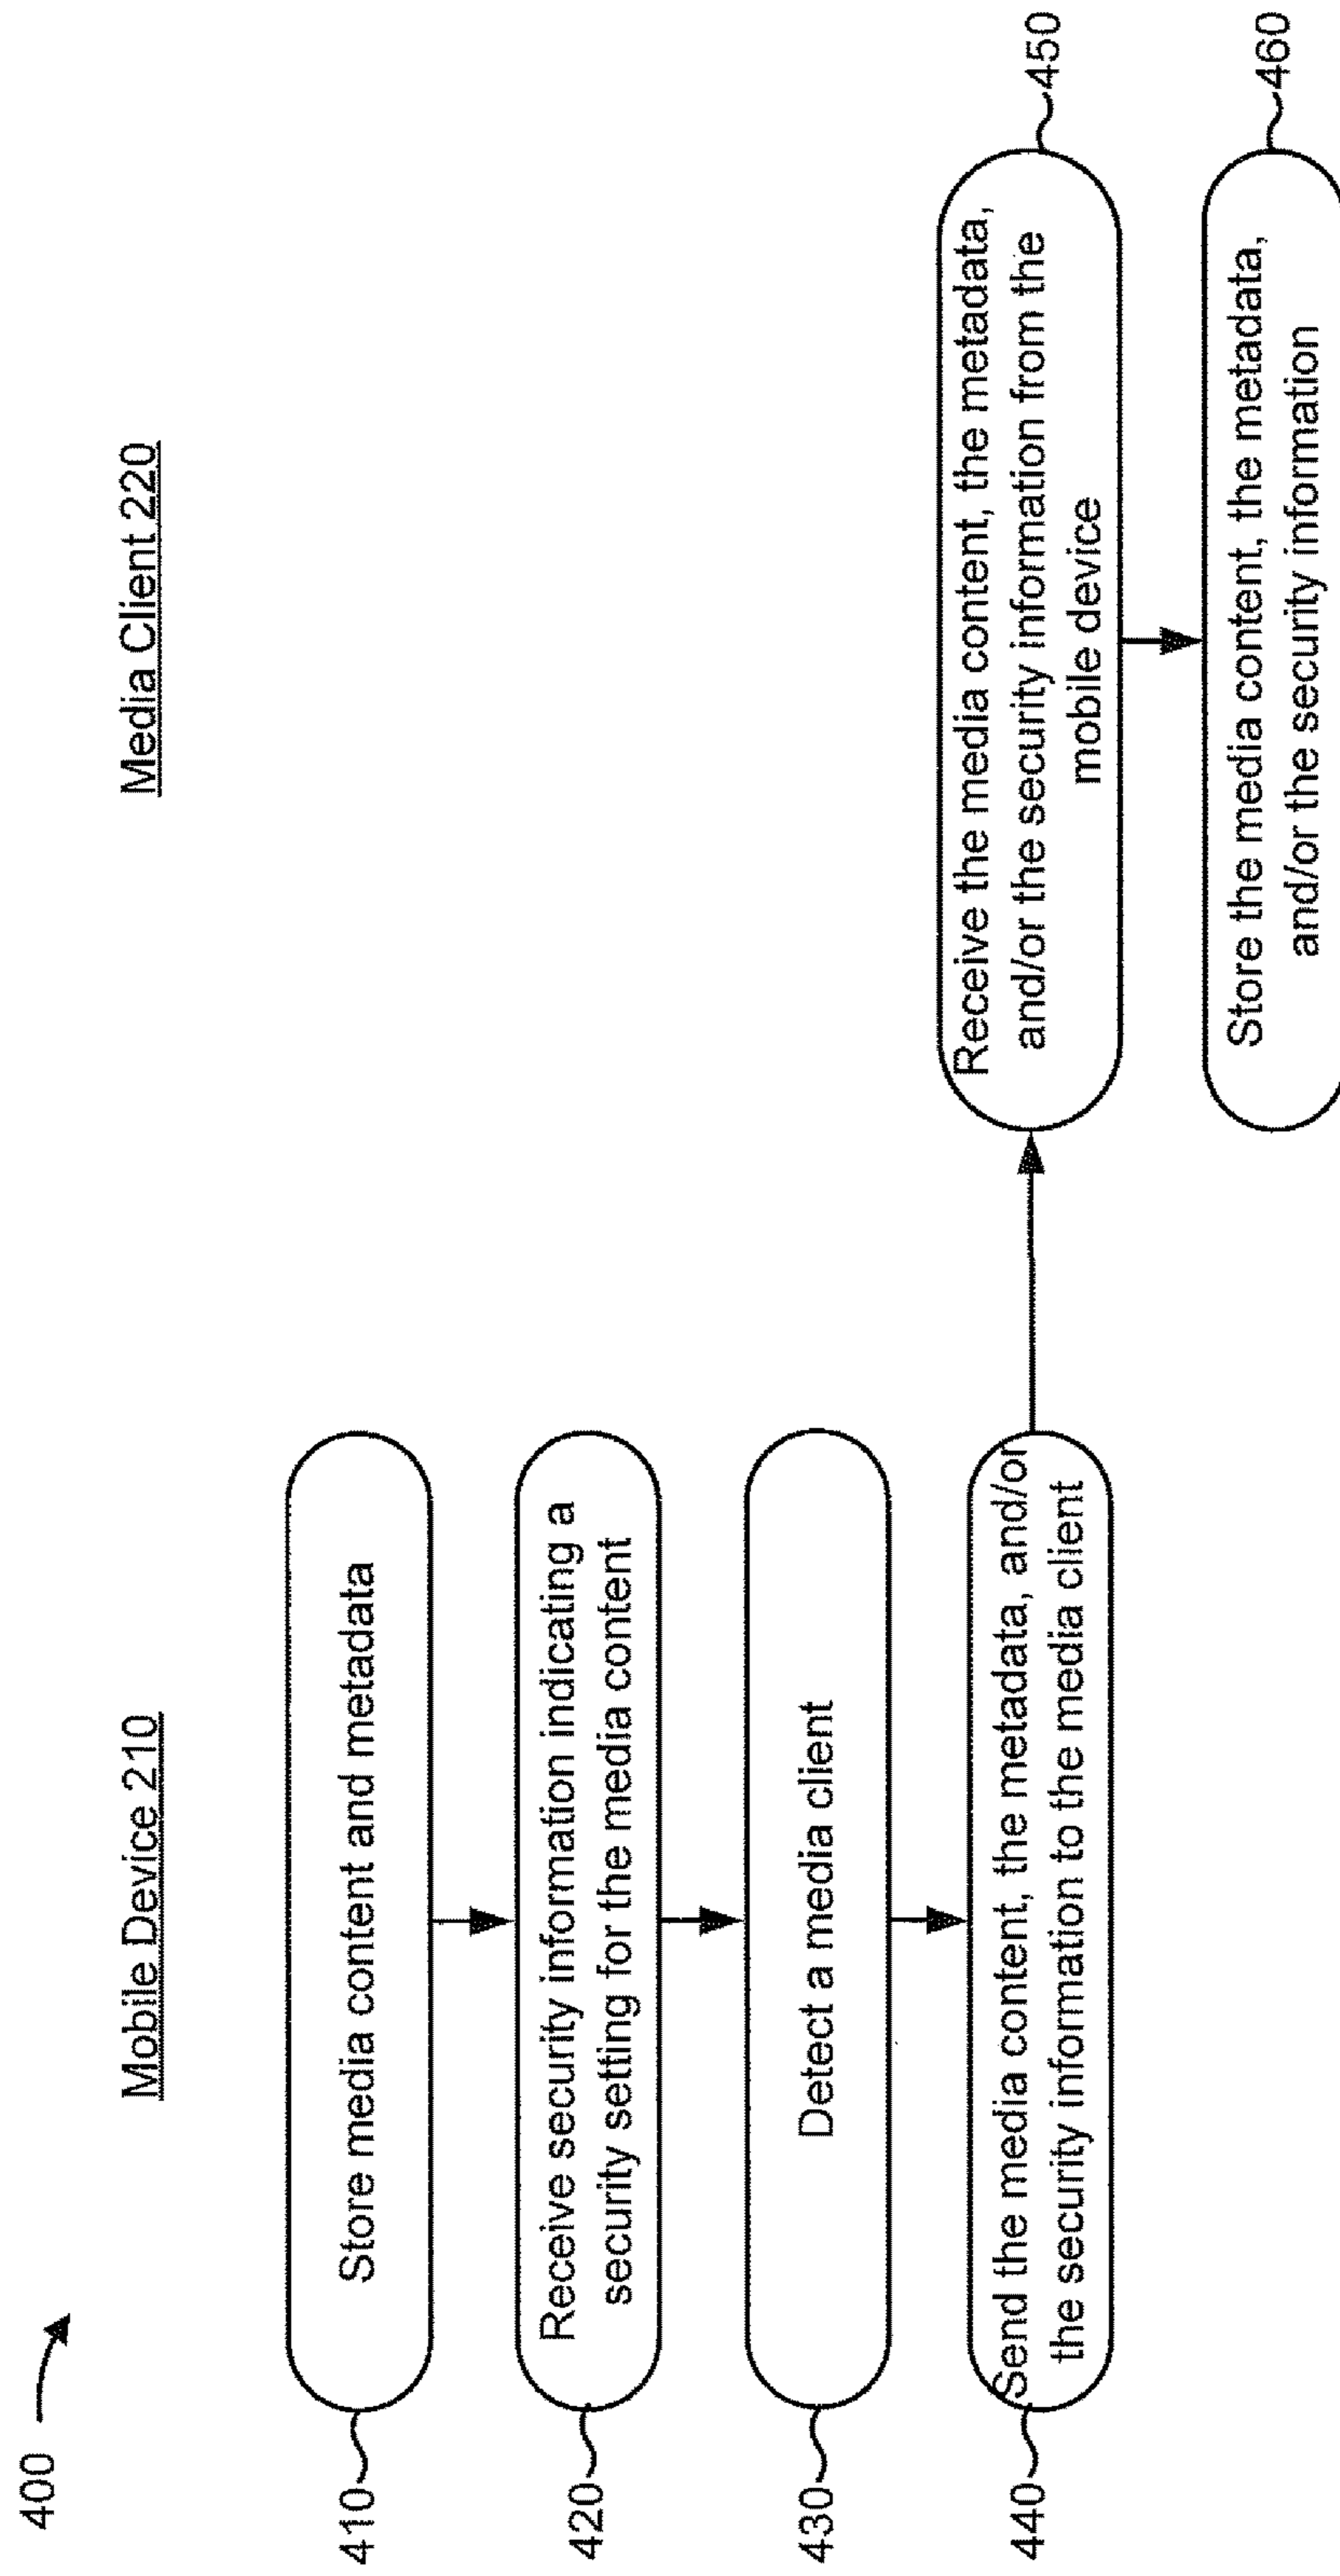 400
Mobile Device 210
Media Client 220
410
Store media content and metadata
420
Receive security information indicating a
security setting for the media content
430
Detect a media client
440
Send the media content, the metadata, and/or
the security information to the media client
Receive the media content, the metadata,
and/or the security information from the
mobile device
450
Store the media content, the metadata,
and/or the security information
460